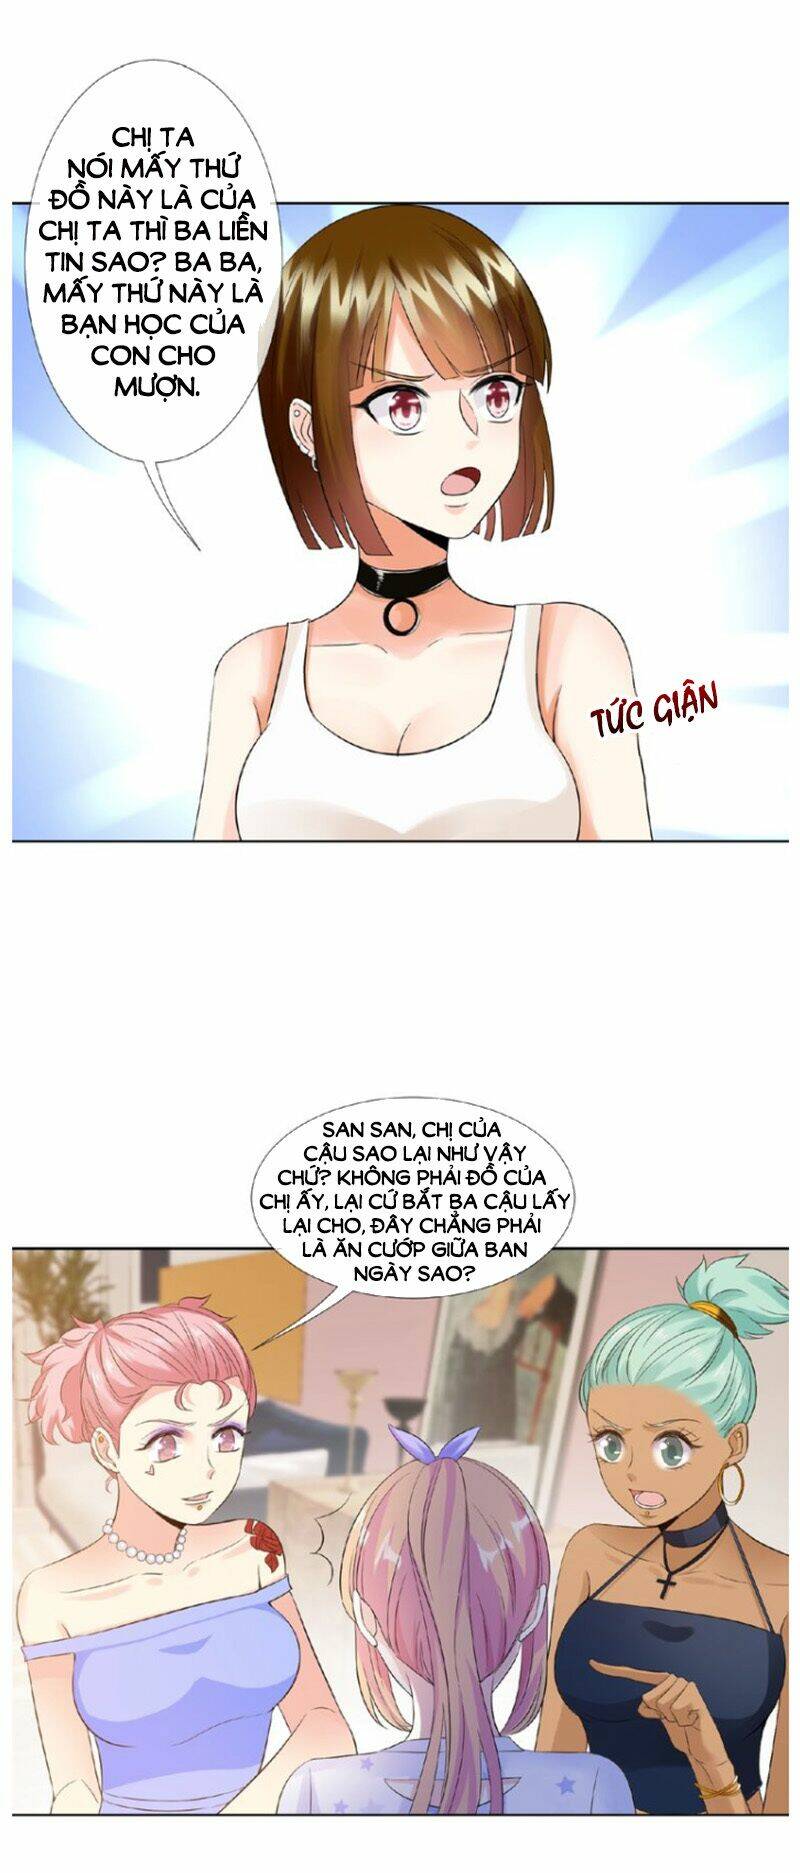 CHỊ TA
NÓI MẤY THỨ
ĐỒ NÀY LÀ CỦA
CHỊ TA THÌ BA LIỀN
TIN SAO? BA BA,
MẤY THỨ NÀY LÀ
BẠN HỌC CỦA
CON CHO
MƯỢN.
TỨC GIẬN
SAN SAN, CHỊ CỦA
CẬU SAO LẠI NHƯ VẬY
CHỨ? KHÔNG PHẢI ĐỒ CỦA
CHỊ ẤY, LẠI CỨ BẮT BA CẬU LẤY
LẠI CHO, ĐÂY CHẲNG PHẢI
LÀ ĂN CƯỚP GIỮA BAN
NGÀY SAO?